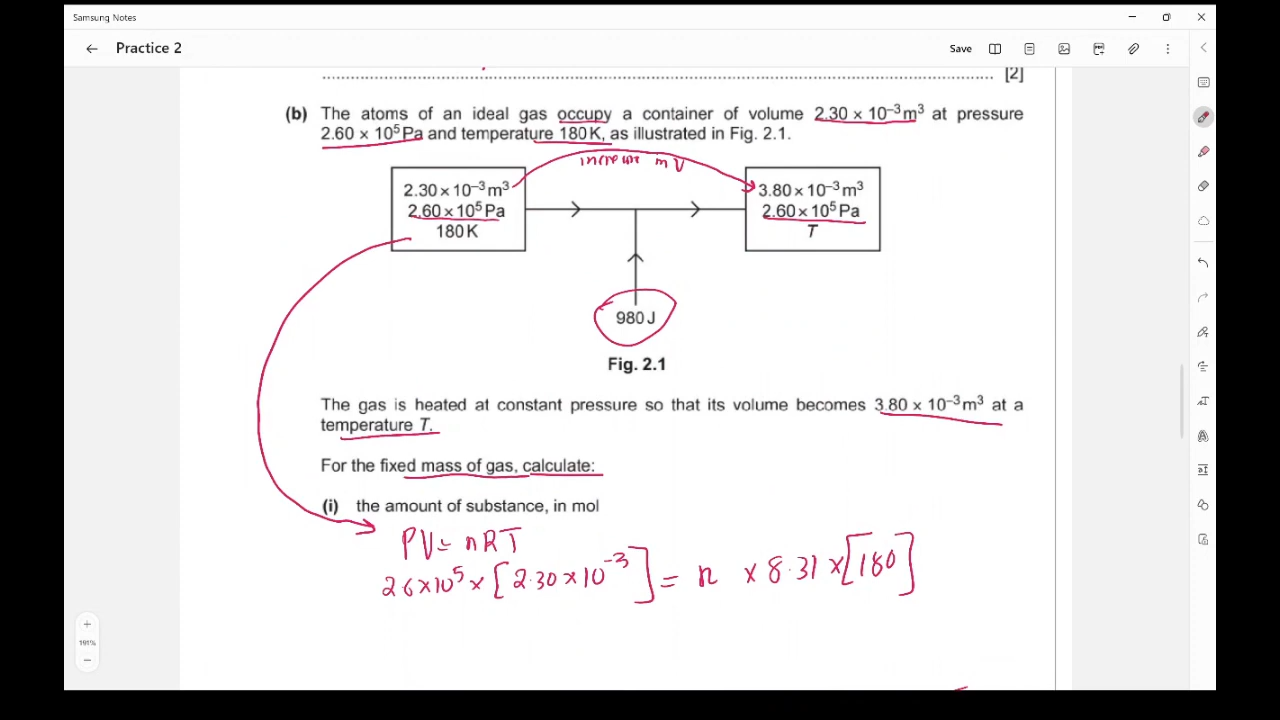 Samsung Notes
Practice 2
Save
[2]
(b) The atoms of an ideal gas occupy a container of volume 2.30 × 10⁻³ m³ at pressure
2.60 × 10⁵ Pa and temperature 180 K, as illustrated in Fig. 2.1.
increase in V
2.30 × 10⁻³ m³
2.60 × 10⁵ Pa
180 K
3.80 × 10⁻³ m³
2.60 × 10⁵ Pa
T
980 J
Fig. 2.1
The gas is heated at constant pressure so that its volume becomes 3.80 × 10⁻³ m³ at a
temperature T.
For the fixed mass of gas, calculate:
(i) the amount of substance, in mol
PV = nRT
2.6 × 10⁵ × [2.30 × 10⁻³] = n × 8.31 × [180]
191%